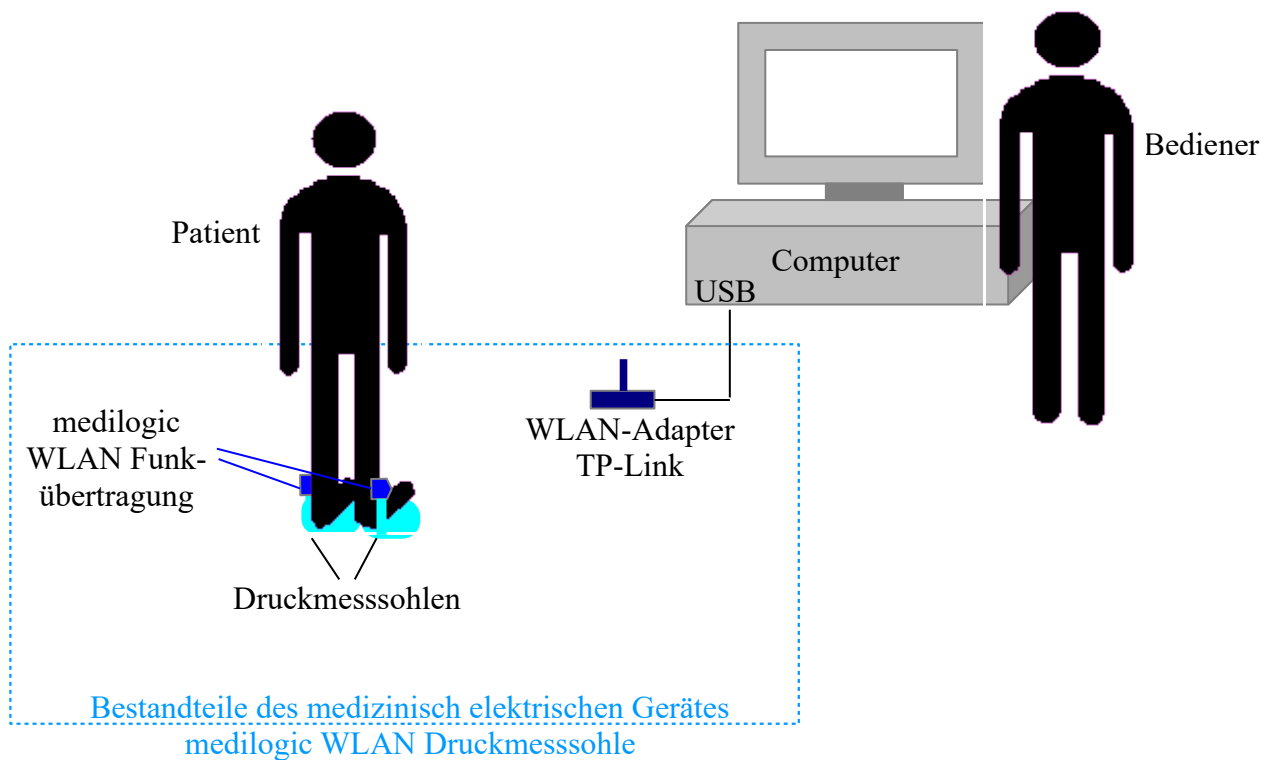 Bediener
Patient
Computer
USB
medilogic
WLAN Funk-
übertragung
WLAN-Adapter
TP-Link
Druckmesssohlen
Bestandteile des medizinisch elektrischen Gerätes
medilogic WLAN Druckmesssohle